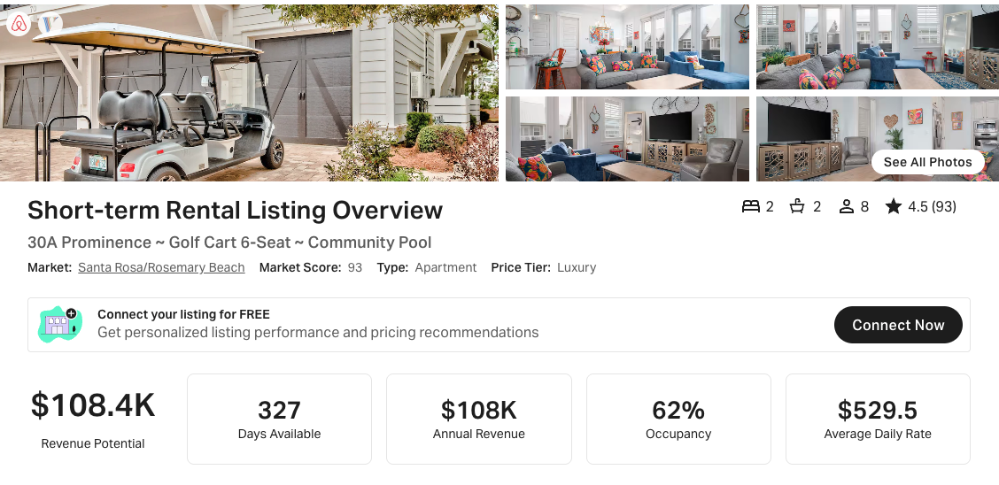 See All Photos
Short-term Rental Listing Overview
2 2 8 4.5 (93)
30A Prominence ~ Golf Cart 6-Seat ~ Community Pool
Market: Santa Rosa/Rosemary Beach Market Score: 93 Type: Apartment Price Tier: Luxury
Connect your listing for FREE
Get personalized listing performance and pricing recommendations
Connect Now
$108.4K
Revenue Potential
327
Days Available
$108K
Annual Revenue
62%
Occupancy
$529.5
Average Daily Rate